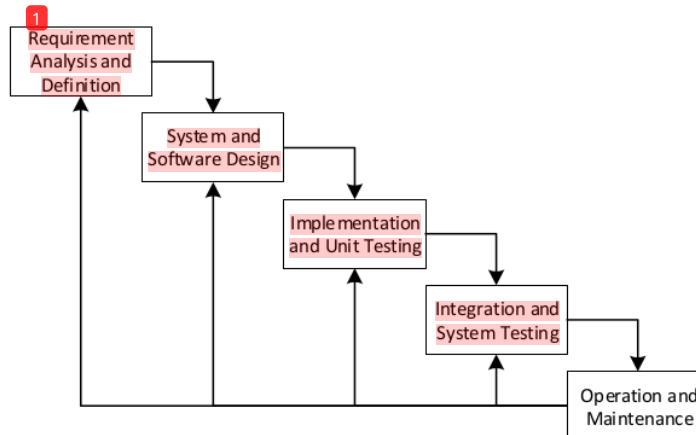 1
Requirement
Analysis and
Definition
System and
Software Design
Implementation
and Unit Testing
Integration and
System Testing
Operation and
Maintenance